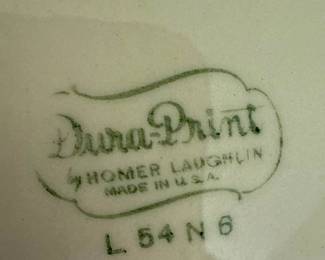 Dura-Print
by HOMER LAUGHLIN
MADE IN U.S.A.
L 54 N 6